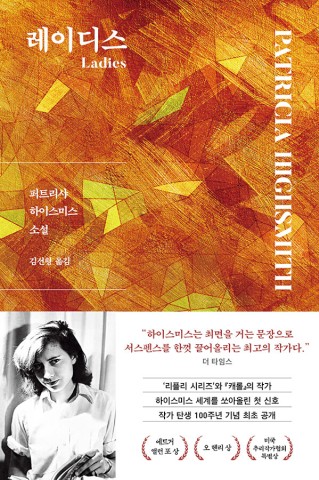 레이디스
Ladies
PATRICIA HIGHSMITH
퍼트리샤
하이스미스
소설
김선형 옮김
“하이스미스는 최면을 거는 문장으로
서스펜스를 한껏 끌어올리는 최고의 작가다.”
더 타임스
'리플리 시리즈'와 『캐롤』의 작가
하이스미스 세계를 쏘아올린 첫 신호
작가 탄생 100주년 기념 최초 공개
에드거
앨런 포 상
오 헨리 상
미국
추리작가협회
특별상